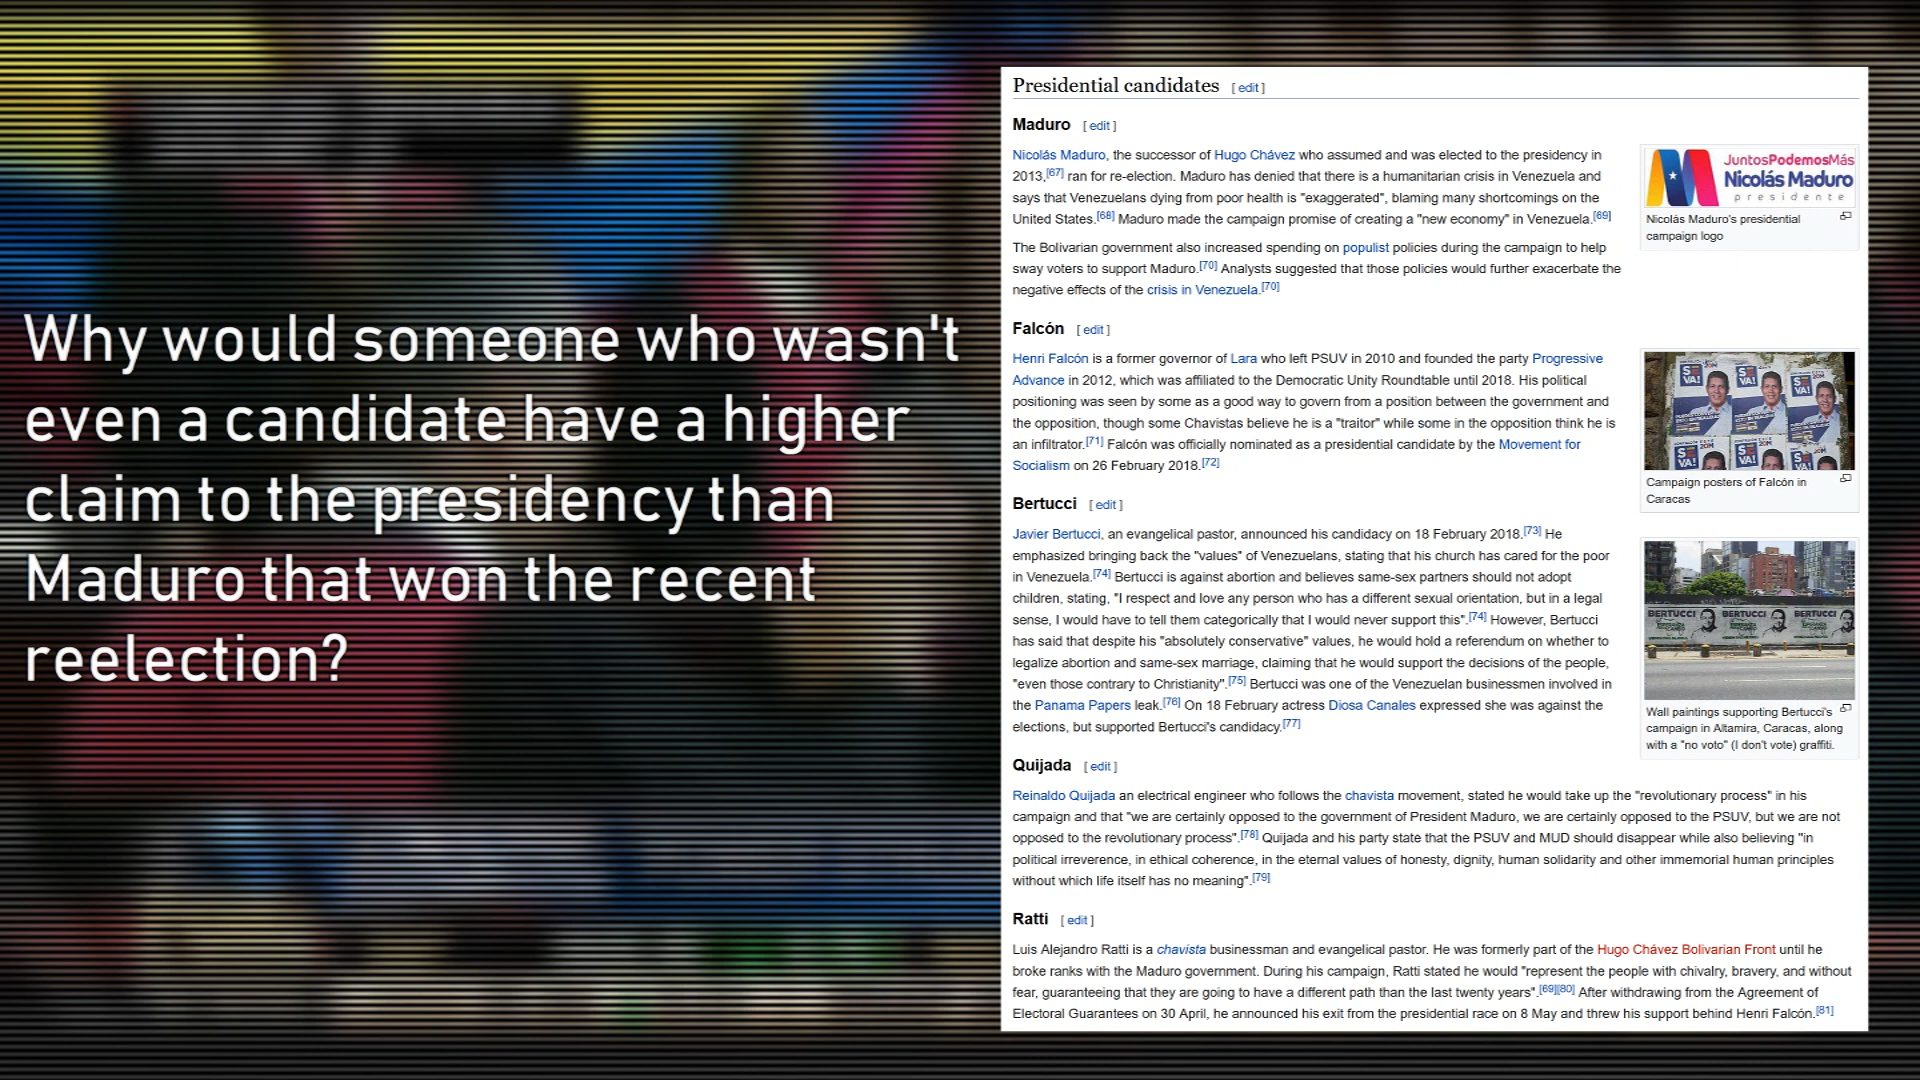 Why would someone who wasn't
even a candidate have a higher
claim to the presidency than
Maduro that won the recent
reelection?
Presidential candidates [ edit ]
Maduro [ edit ]
Nicolás Maduro, the successor of Hugo Chávez who assumed and was elected to the presidency in
2013,[67] ran for re-election. Maduro has denied that there is a humanitarian crisis in Venezuela and
says that Venezuelans dying from poor health is "exaggerated", blaming many shortcomings on the
United States.[68] Maduro made the campaign promise of creating a "new economy" in Venezuela.[69]
The Bolivarian government also increased spending on populist policies during the campaign to help
sway voters to support Maduro.[70] Analysts suggested that those policies would further exacerbate the
negative effects of the crisis in Venezuela.[70]
JuntosPodemosMás
Nicolás Maduro
presidente
Nicolás Maduro's presidential
campaign logo
Falcón [ edit ]
Henri Falcón is a former governor of Lara who left PSUV in 2010 and founded the party Progressive
Advance in 2012, which was affiliated to the Democratic Unity Roundtable until 2018. His political
positioning was seen by some as a good way to govern from a position between the government and
the opposition, though some Chavistas believe he is a "traitor" while some in the opposition think he is
an infiltrator.[71] Falcón was officially nominated as a presidential candidate by the Movement for
Socialism on 26 February 2018.[72]
SE VA! SE VA! SE VA!
SE VA! SE VA! SE VA!
Campaign posters of Falcón in
Caracas
Bertucci [ edit ]
Javier Bertucci, an evangelical pastor, announced his candidacy on 18 February 2018.[73] He
emphasized bringing back the "values" of Venezuelans, stating that his church has cared for the poor
in Venezuela.[74] Bertucci is against abortion and believes same-sex partners should not adopt
children, stating, "I respect and love any person who has a different sexual orientation, but in a legal
sense, I would have to tell them categorically that I would never support this".[74] However, Bertucci
has said that despite his "absolutely conservative" values, he would hold a referendum on whether to
legalize abortion and same-sex marriage, claiming that he would support the decisions of the people,
"even those contrary to Christianity".[75] Bertucci was one of the Venezuelan businessmen involved in
the Panama Papers leak.[76] On 18 February actress Diosa Canales expressed she was against the
elections, but supported Bertucci's candidacy.[77]
BERTUCCI BERTUCCI BERTUCCI
Wall paintings supporting Bertucci's
campaign in Altamira, Caracas, along
with a "no voto" (I don't vote) graffiti.
Quijada [ edit ]
Reinaldo Quijada an electrical engineer who follows the chavista movement, stated he would take up the "revolutionary process" in his
campaign and that "we are certainly opposed to the government of President Maduro, we are certainly opposed to the PSUV, but we are not
opposed to the revolutionary process".[78] Quijada and his party state that the PSUV and MUD should disappear while also believing "in
political irreverence, in ethical coherence, in the eternal values of honesty, dignity, human solidarity and other immemorial human principles
without which life itself has no meaning".[79]
Ratti [ edit ]
Luis Alejandro Ratti is a chavista businessman and evangelical pastor. He was formerly part of the Hugo Chávez Bolivarian Front until he
broke ranks with the Maduro government. During his campaign, Ratti stated he would "represent the people with chivalry, bravery, and without
fear, guaranteeing that they are going to have a different path than the last twenty years".[69][80] After withdrawing from the Agreement of
Electoral Guarantees on 30 April, he announced his exit from the presidential race on 8 May and threw his support behind Henri Falcón.[81]